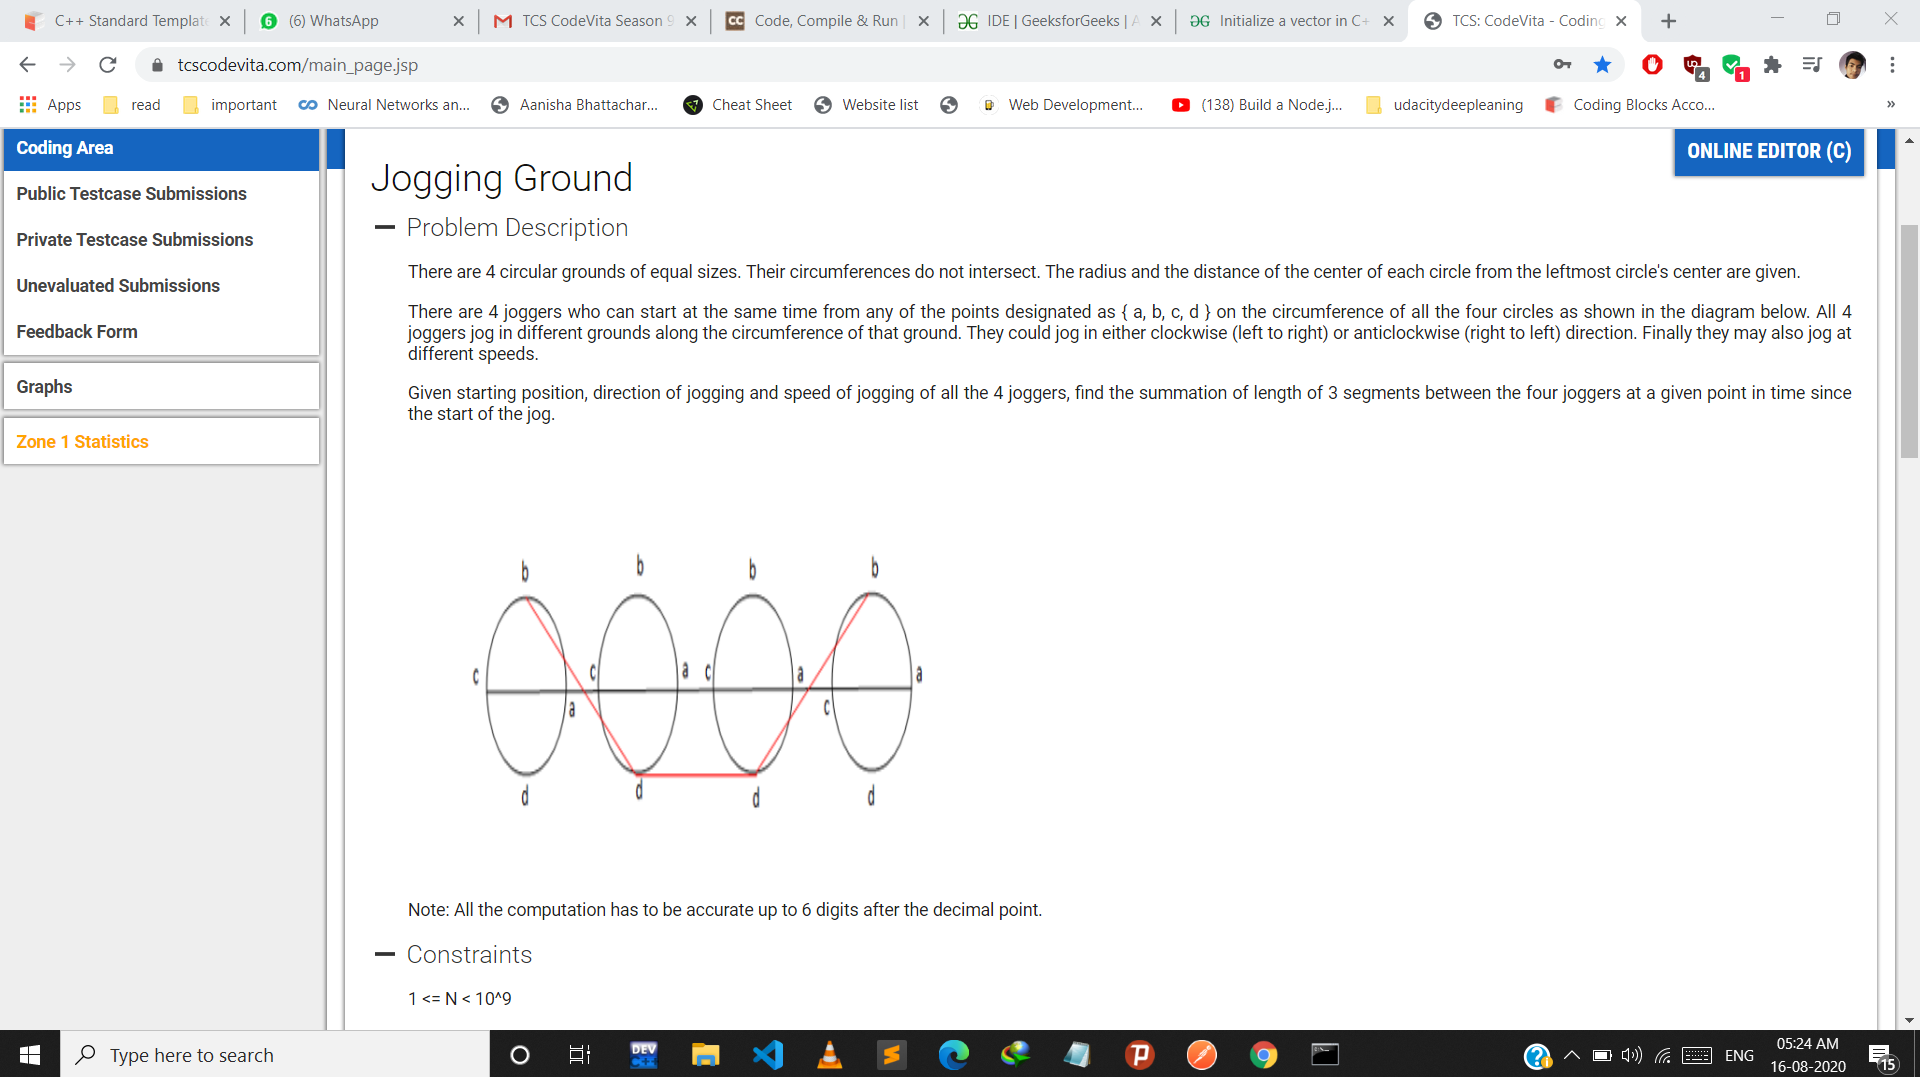 C++ Standard Templat
(6) WhatsApp
TCS CodeVita Season 9
CC Code, Compile & Run |
IDE | GeeksforGeeks | A
Initialize a vector in C+
TCS: CodeVita - Coding
tcscodevita.com/main_page.jsp
4
1
Apps
read
important
Neural Networks an...
Aanisha Bhattachar...
Cheat Sheet
Website list
Web Development...
(138) Build a Node.j...
udacitydeepleaning
Coding Blocks Acco...
»
Coding Area
Public Testcase Submissions
Private Testcase Submissions
Unevaluated Submissions
Feedback Form
Graphs
Zone 1 Statistics
ONLINE EDITOR (C)
Jogging Ground
Problem Description
There are 4 circular grounds of equal sizes. Their circumferences do not intersect. The radius and the distance of the center of each circle from the leftmost circle's center are given.
There are 4 joggers who can start at the same time from any of the points designated as { a, b, c, d } on the circumference of all the four circles as shown in the diagram below. All 4
joggers jog in different grounds along the circumference of that ground. They could jog in either clockwise (left to right) or anticlockwise (right to left) direction. Finally they may also jog at
different speeds.
Given starting position, direction of jogging and speed of jogging of all the 4 joggers, find the summation of length of 3 segments between the four joggers at a given point in time since
the start of the jog.
b b b b
c c a c a a
a c
d d d d
Note: All the computation has to be accurate up to 6 digits after the decimal point.
Constraints
1 <= N < 10^9
Type here to search
DEV C++
ENG
05:24 AM
16-08-2020
15